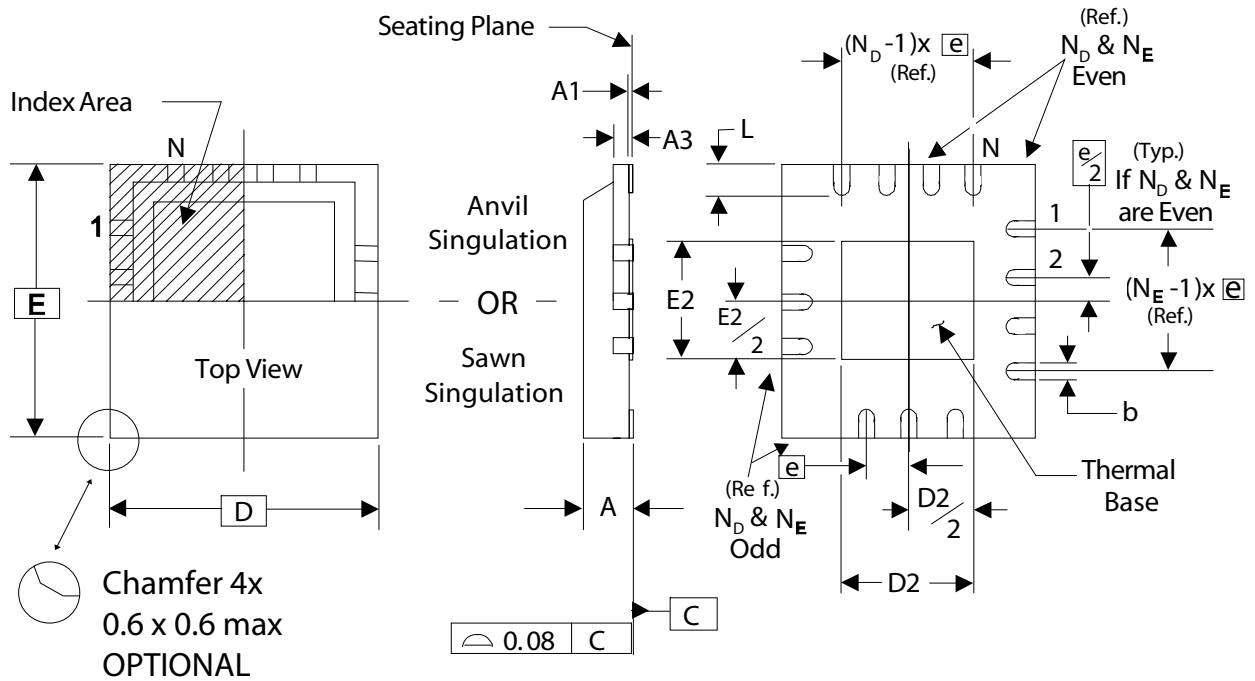 Seating Plane
Index Area
N
1
E
Top View
D
Chamfer 4x
0.6 x 0.6 max
OPTIONAL
A1
A3
L
Anvil
Singulation
OR
Sawn
Singulation
A
0.08 C
C
(N_D -1)x e
(Ref.)
(Ref.)
N_D & N_E
Even
N
e/2
(Typ.)
If N_D & N_E
are Even
1
2
(N_E -1)x e
(Ref.)
b
E2
E2/2
Thermal
Base
e
(Re f.)
N_D & N_E
Odd
D2/2
D2